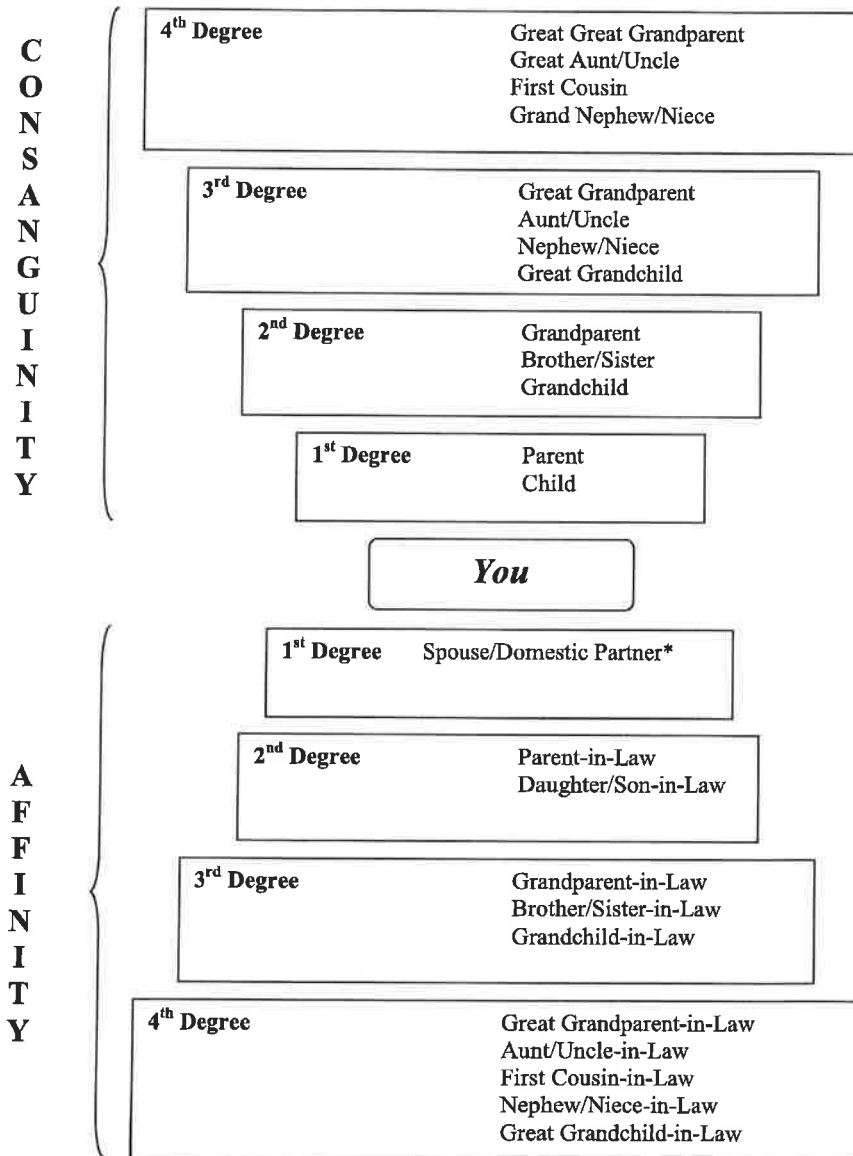 CONSANGUINITY
4th Degree Great Great Grandparent
Great Aunt/Uncle
First Cousin
Grand Nephew/Niece
3rd Degree Great Grandparent
Aunt/Uncle
Nephew/Niece
Great Grandchild
2nd Degree Grandparent
Brother/Sister
Grandchild
1st Degree Parent
Child
You
AFFINITY
1st Degree Spouse/Domestic Partner*
2nd Degree Parent-in-Law
Daughter/Son-in-Law
3rd Degree Grandparent-in-Law
Brother/Sister-in-Law
Grandchild-in-Law
4th Degree Great Grandparent-in-Law
Aunt/Uncle-in-Law
First Cousin-in-Law
Nephew/Niece-in-Law
Great Grandchild-in-Law